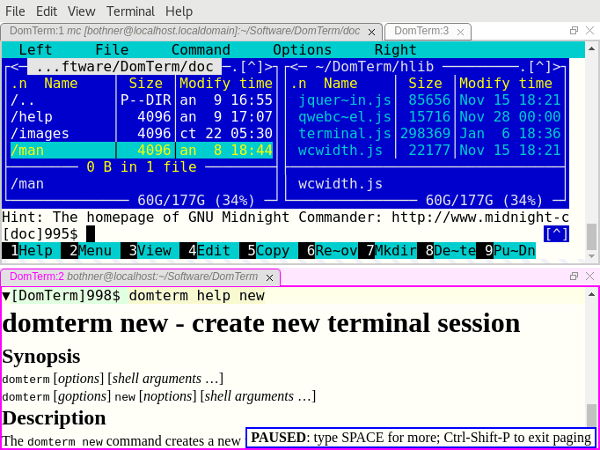 File Edit View Terminal Help
DomTerm:1 mc [bothner@localhost.localdomain]:~/Software/DomTerm/doc × DomTerm:3 ×
Left File Command Options Right
<─ ...ftware/DomTerm/doc ─.[^]> <─ ~/DomTerm/hlib ─.[^]>
.n Name Size Modify time .n Name Size Modify time
/.. P--DIR an 9 16:55 jquer~in.js 85656 Nov 15 18:21
/help 4096 an 9 17:07 qwebc~el.js 15716 Nov 28 00:00
/images 4096 ct 22 05:30 terminal.js 298369 Jan 6 18:36
/man 4096 an 8 18:44 wcwidth.js 22177 Nov 15 18:21
0 B in 1 file
/man wcwidth.js
60G/177G (34%) 60G/177G (34%)
Hint: The homepage of GNU Midnight Commander: http://www.midnight-c
[doc]995$ [^]
1Help 2Menu 3View 4Edit 5Copy 6Re~ov 7Mkdir 8De~te 9Pu~Dn
DomTerm:2 bothner@localhost:~/Software/DomTerm ×
▼[DomTerm]998$ domterm help new
domterm new - create new terminal session
Synopsis
domterm [options] [shell arguments …]
domterm [goptions] new [noptions] [shell arguments …]
Description
The domterm new command creates a new
PAUSED: type SPACE for more; Ctrl-Shift-P to exit paging